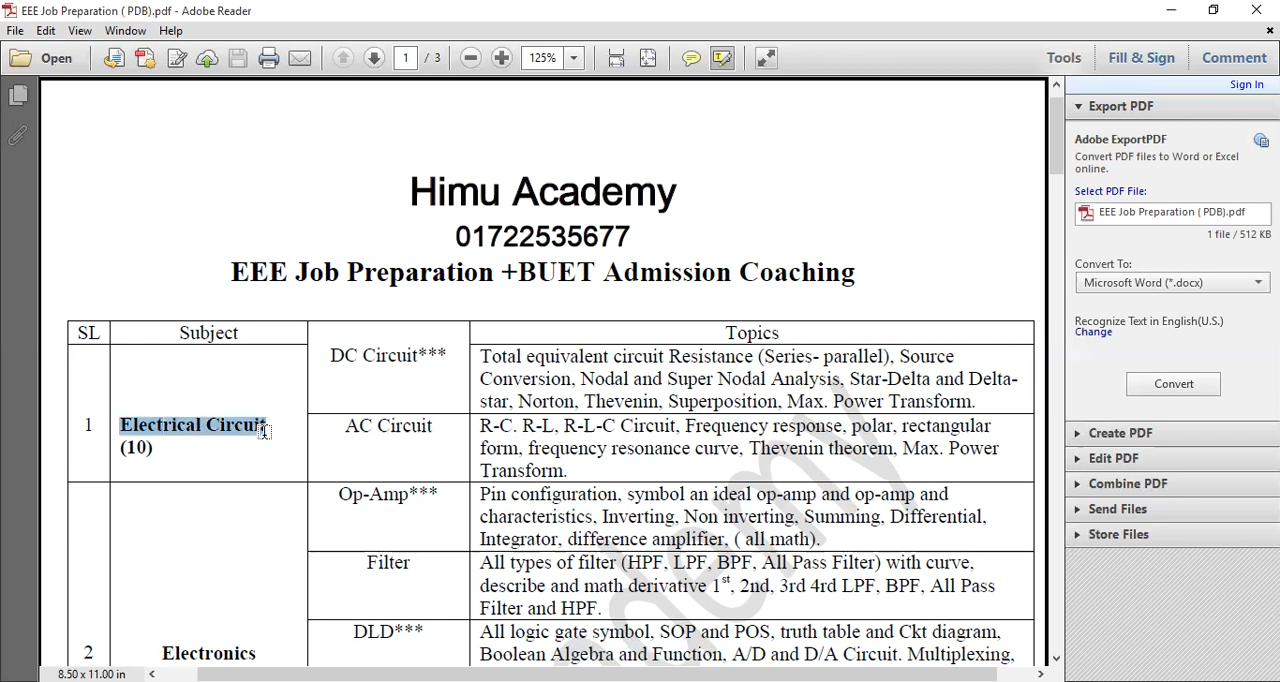 EEE Job Preparation ( PDB).pdf - Adobe Reader
File Edit View Window Help
Open 1 / 3 125% Tools Fill & Sign Comment
Sign In
Export PDF
Adobe ExportPDF
Convert PDF files to Word or Excel
online.
Select PDF File:
EEE Job Preparation ( PDB).pdf
1 file / 512 KB
Convert To:
Microsoft Word (*.docx)
Recognize Text in English(U.S.)
Change
Convert
Create PDF
Edit PDF
Combine PDF
Send Files
Store Files
Himu Academy
01722535677
EEE Job Preparation +BUET Admission Coaching
SL Subject Topics
1
Electrical Circuit
(10)
DC Circuit***
Total equivalent circuit Resistance (Series- parallel), Source
Conversion, Nodal and Super Nodal Analysis, Star-Delta and Delta-
star, Norton, Thevenin, Superposition, Max. Power Transform.
AC Circuit
R-C. R-L, R-L-C Circuit, Frequency response, polar, rectangular
form, frequency resonance curve, Thevenin theorem, Max. Power
Transform.
2
Electronics
Op-Amp***
Pin configuration, symbol an ideal op-amp and op-amp and
characteristics, Inverting, Non inverting, Summing, Differential,
Integrator, difference amplifier, ( all math).
Filter
All types of filter (HPF, LPF, BPF, All Pass Filter) with curve,
describe and math derivative 1st, 2nd, 3rd 4rd LPF, BPF, All Pass
Filter and HPF.
DLD***
All logic gate symbol, SOP and POS, truth table and Ckt diagram,
Boolean Algebra and Function, A/D and D/A Circuit. Multiplexing,
ademy
8.50 x 11.00 in